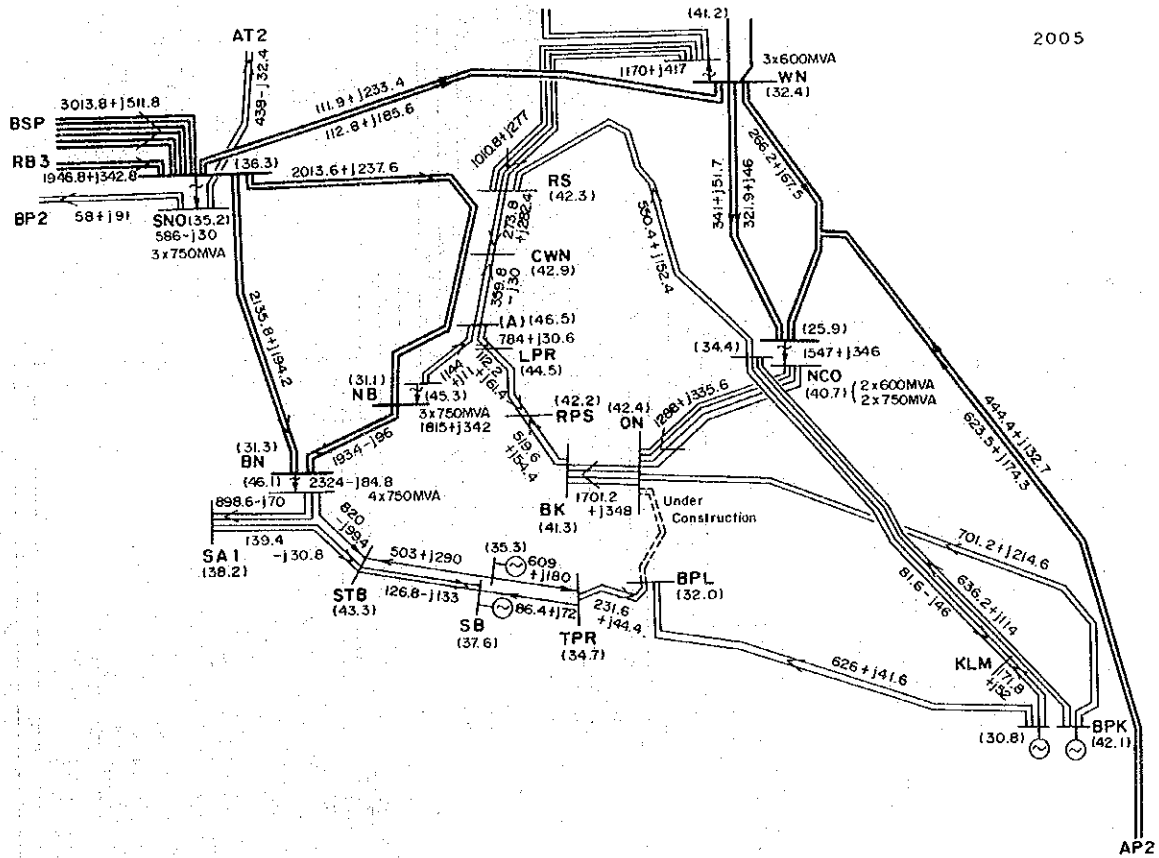 2005
(41.2)
AT2
3x600MVA
WN
(32.4)
1170+j417
438-j32.4
3013.8+j511.8
BSP
111.9+j233.4
112.8+j185.6
RB3
1946.8+j342.8
(36.3)
2013.6+j237.6
1010.8+j277
RS
(42.3)
266.2+j67.5
341+j51.7
321.9+j46
BP2
58+j91
SNO(35.2)
586-j30
3x750MVA
273.8
+j282.4
CWN
(42.9)
550.4+j152.4
359.8
-j30
2135.8+j194.2
(A)(46.5)
784+j30.6
LPR
(44.5)
(34.4)
(25.9)
1547+j346
NCO
(40.7)
2x600MVA
2x750MVA
(31.1)
NB
(45.3)
3x750MVA
1815+j342
1144
+j11
+j61.4
(42.2)
RPS
(42.4)
ON
1288+j335.6
444.4+j132.7
623.5+j174.3
519.6
+j54.4
1934-j96
(31.3)
BN
(46.1)
2324-j84.8
4x750MVA
BK
(41.3)
1701.2
+j348
Under
Construction
898.6-j70
SA1
(38.2)
139.4
-j30.8
820
-j99.4
STB
(43.3)
503+j290
(35.3)
609
+j180
126.8-j133
SB
(37.6)
86.4+j72
TPR
(34.7)
231.6
+j44.4
BPL
(32.0)
701.2+j214.6
636.2+j114
81.6-j46
KLM
171.8
+j52
626+j41.6
(30.8)
BPK
(42.1)
AP2